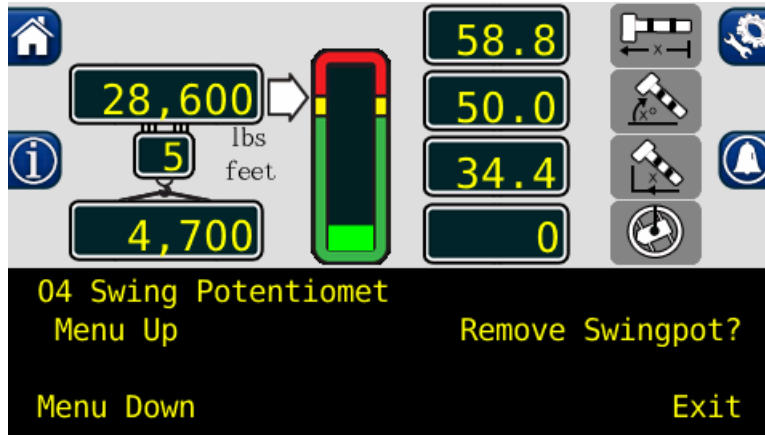 58.8
28,600
50.0
x°
5
lbs
feet
34.4
x
4,700
0
04 Swing Potentiomet
Menu Up
Remove Swingpot?
Menu Down
Exit
x